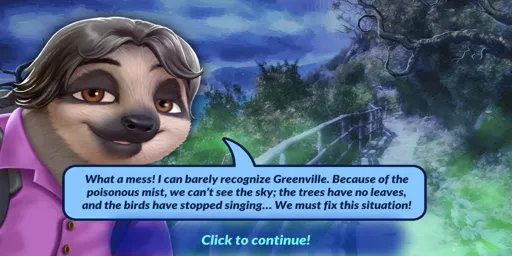 What a mess! I can barely recognize Greenville. Because of the
poisonous mist, we can't see the sky; the trees have no leaves,
and the birds have stopped singing... We must fix this situation!
Click to continue!